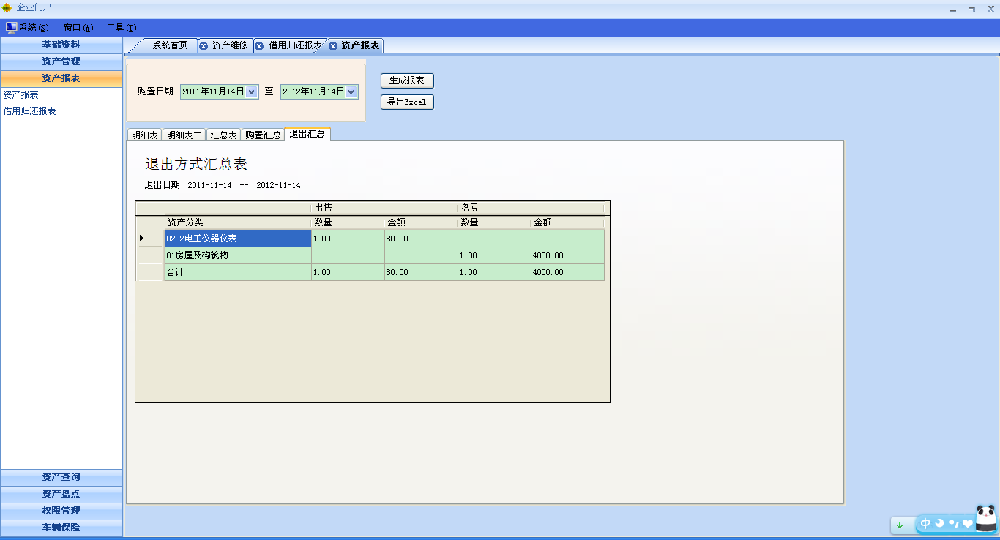 企业门户
系统(S) 窗口(W) 工具(T)
基础资料
资产管理
资产报表
资产报表
借用归还报表
资产查询
资产盘点
权限管理
车辆保险
系统首页 资产维修 借用归还报表 资产报表
购置日期 2011年11月14日 至 2012年11月14日
生成报表
导出Excel
明细表 明细表二 汇总表 购置汇总 退出汇总
退出方式汇总表
退出日期: 2011-11-14 -- 2012-11-14
出售 盘亏
资产分类 数量 金额 数量 金额
0202电工仪器仪表 1.00 80.00
01房屋及构筑物 1.00 4000.00
合计 1.00 80.00 1.00 4000.00
中